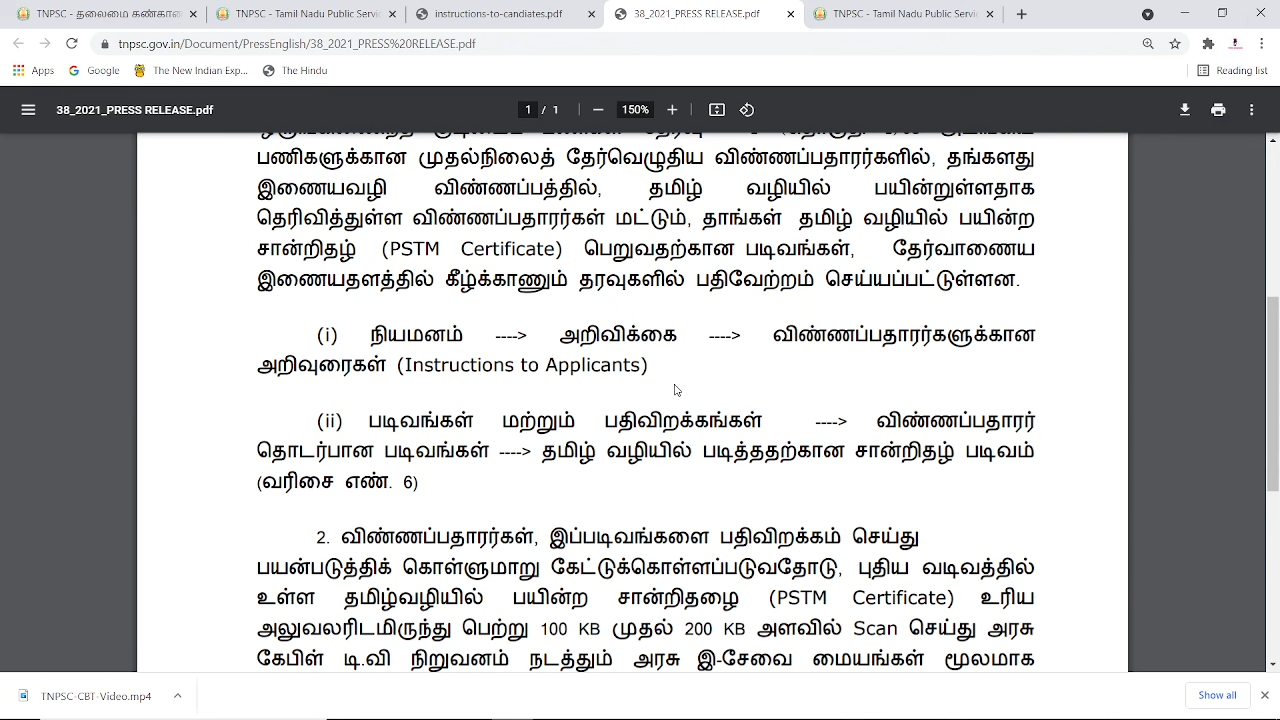 TNPSC - தலைமை கண்கா
TNPSC - Tamil Nadu Public Servi
instructions-to-candiates.pdf
38_2021_PRESS RELEASE.pdf
TNPSC - Tamil Nadu Public Servi
tnpsc.gov.in/Document/PressEnglish/38_2021_PRESS%20RELEASE.pdf
Apps Google The New Indian Exp... The Hindu Reading list
38_2021_PRESS RELEASE.pdf 1 / 1 150%
பணிகளுக்கான முதல்நிலைத் தேர்வெழுதிய விண்ணப்பதாரர்களில், தங்களது
இணையவழி விண்ணப்பத்தில், தமிழ் வழியில் பயின்றுள்ளதாக
தெரிவித்துள்ள விண்ணப்பதாரர்கள் மட்டும், தாங்கள் தமிழ் வழியில் பயின்ற
சான்றிதழ் (PSTM Certificate) பெறுவதற்கான படிவங்கள், தேர்வாணைய
இணையதளத்தில் கீழ்க்காணும் தரவுகளில் பதிவேற்றம் செய்யப்பட்டுள்ளன.
(i) நியமனம் ----> அறிவிக்கை ----> விண்ணப்பதாரர்களுக்கான
அறிவுரைகள் (Instructions to Applicants)
(ii) படிவங்கள் மற்றும் பதிவிறக்கங்கள் ----> விண்ணப்பதாரர்
தொடர்பான படிவங்கள் ----> தமிழ் வழியில் படித்ததற்கான சான்றிதழ் படிவம்
(வரிசை எண். 6)
2. விண்ணப்பதாரர்கள், இப்படிவங்களை பதிவிறக்கம் செய்து
பயன்படுத்திக் கொள்ளுமாறு கேட்டுக்கொள்ளப்படுவதோடு, புதிய வடிவத்தில்
உள்ள தமிழ்வழியில் பயின்ற சான்றிதழை (PSTM Certificate) உரிய
அலுவலரிடமிருந்து பெற்று 100 KB முதல் 200 KB அளவில் Scan செய்து அரசு
கேபிள் டி.வி நிறுவனம் நடத்தும் அரசு இ-சேவை மையங்கள் மூலமாக
TNPSC-CBT-Video.mp4 Show all